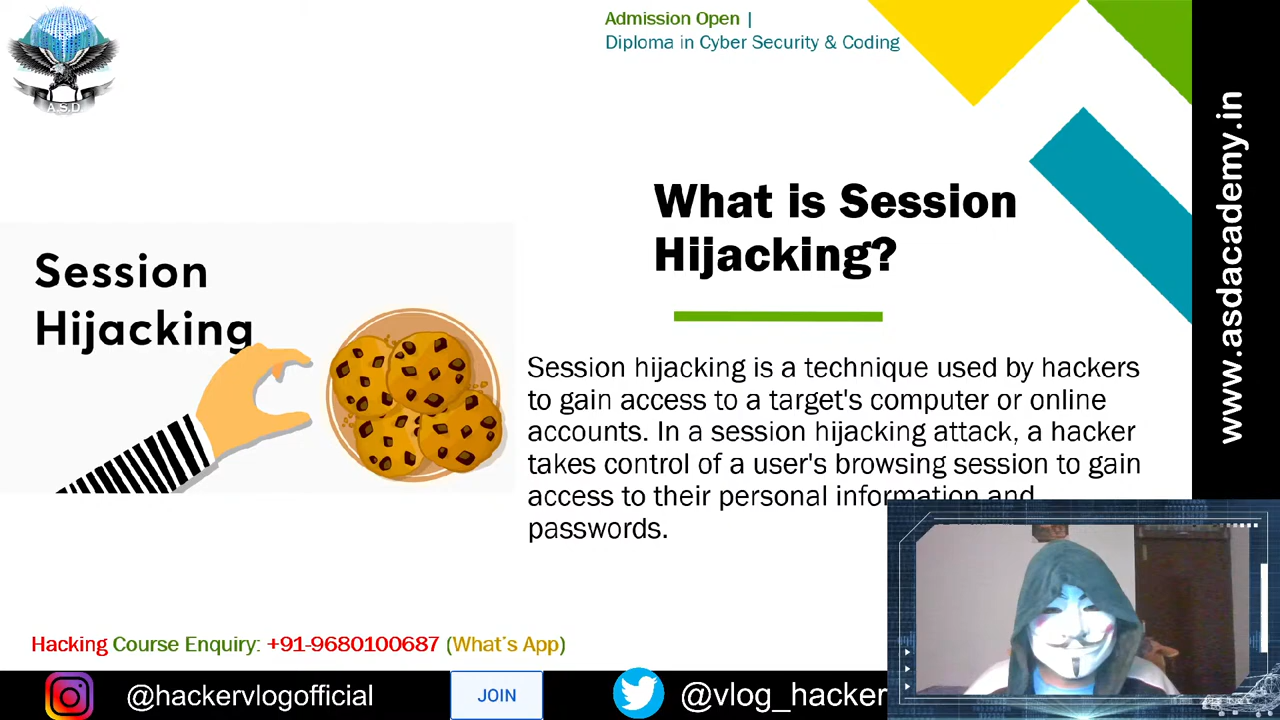 Admission Open |
Diploma in Cyber Security & Coding
A.S.D
www.asdacademy.in
What is Session
Hijacking?
Session
Hijacking
Session hijacking is a technique used by hackers
to gain access to a target's computer or online
accounts. In a session hijacking attack, a hacker
takes control of a user's browsing session to gain
access to their personal information and
passwords.
Hacking Course Enquiry: +91-9680100687 (What's App)
@hackervlogofficial
JOIN
@vlog_hacker